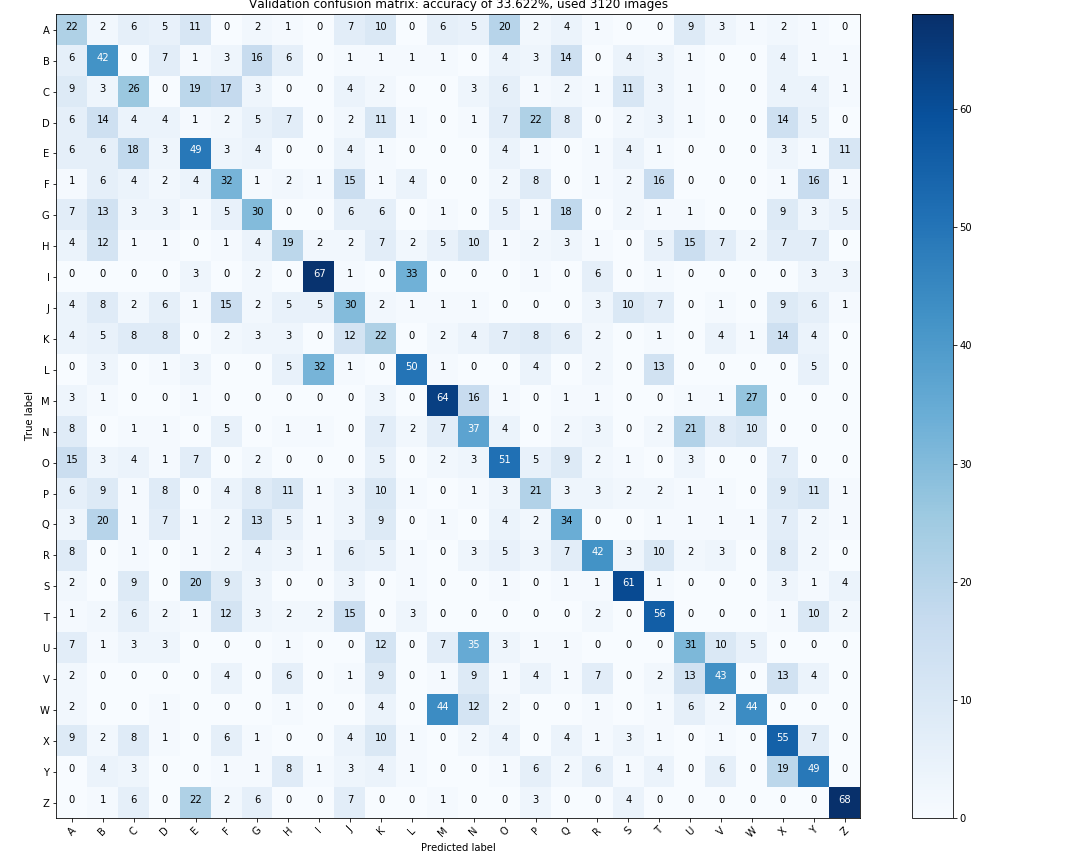 Validation confusion matrix: accuracy of 33.622%, used 3120 images
A 22 2 6 5 11 0 2 1 0 7 10 0 6 5 20 2 4 1 0 0 9 3 1 2 1 0
B 6 42 0 7 1 3 16 6 0 1 1 1 1 0 4 3 14 0 4 3 1 0 0 4 1 1
C 9 3 26 0 19 17 3 0 0 4 2 0 0 3 6 1 2 1 11 3 1 0 0 4 4 1
D 6 14 4 4 1 2 5 7 0 2 11 1 0 1 7 22 8 0 2 3 1 0 0 14 5 0
E 6 6 18 3 49 3 4 0 0 4 1 0 0 0 4 1 0 1 4 1 0 0 0 3 1 11
F 1 6 4 2 4 32 1 2 1 15 1 4 0 0 2 8 0 1 2 16 0 0 0 1 16 1
G 7 13 3 3 1 5 30 0 0 6 6 0 1 0 5 1 18 0 2 1 1 0 0 9 3 5
H 4 12 1 1 0 1 4 19 2 2 7 2 5 10 1 2 3 1 0 5 15 7 2 7 7 0
I 0 0 0 0 3 0 2 0 67 1 0 33 0 0 0 1 0 6 0 1 0 0 0 0 3 3
J 4 8 2 6 1 15 2 5 5 30 2 1 1 1 0 0 0 3 10 7 0 1 0 9 6 1
K 4 5 8 8 0 2 3 3 0 12 22 0 2 4 7 8 6 2 0 1 0 4 1 14 4 0
L 0 3 0 1 3 0 0 5 32 1 0 50 1 0 0 4 0 2 0 13 0 0 0 0 5 0
M 3 1 0 0 1 0 0 0 0 0 3 0 64 16 1 0 1 1 0 0 1 1 27 0 0 0
N 8 0 1 1 0 5 0 1 1 0 7 2 7 37 4 0 2 3 0 2 21 8 10 0 0 0
O 15 3 4 1 7 0 2 0 0 0 5 0 2 3 51 5 9 2 1 0 3 0 0 7 0 0
P 6 9 1 8 0 4 8 11 1 3 10 1 0 1 3 21 3 3 2 2 1 1 0 9 11 1
Q 3 20 1 7 1 2 13 5 1 3 9 0 1 0 4 2 34 0 0 1 1 1 1 7 2 1
R 8 0 1 0 1 2 4 3 1 6 5 1 0 3 5 3 7 42 3 10 2 3 0 8 2 0
S 2 0 9 0 20 9 3 0 0 3 0 1 0 0 1 0 1 1 61 1 0 0 0 3 1 4
T 1 2 6 2 1 12 3 2 2 15 0 3 0 0 0 0 0 2 0 56 0 0 0 1 10 2
U 7 1 3 3 0 0 0 1 0 0 12 0 7 35 3 1 1 0 0 0 31 10 5 0 0 0
V 2 0 0 0 0 4 0 6 0 1 9 0 1 9 1 4 1 7 0 2 13 43 0 13 4 0
W 2 0 0 1 0 0 0 1 0 0 4 0 44 12 2 0 0 1 0 1 6 2 44 0 0 0
X 9 2 8 1 0 6 1 0 0 4 10 1 0 2 4 0 4 1 3 1 0 1 0 55 7 0
Y 0 4 3 0 0 1 1 8 1 3 4 1 0 0 1 6 2 6 1 4 0 6 0 19 49 0
Z 0 1 6 0 22 2 6 0 0 7 0 0 1 0 0 3 0 0 4 0 0 0 0 0 0 68
A B C D E F G H I J K L M N O P Q R S T U V W X Y Z
Predicted label
True label
60
50
40
30
20
10
0